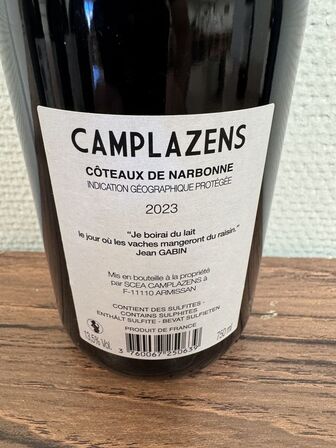 CAMPLAZENS
CÔTEAUX DE NARBONNE
INDICATION GÉOGRAPHIQUE PROTÉGÉE
2023
"Je boirai du lait
le jour où les vaches mangeront du raisin."
Jean GABIN
Mis en bouteille à la propriété
par SCEA CAMPLAZENS à
F-11110 ARMISSAN
CONTIENT DES SULFITES -
CONTAINS SULPHITES -
ENTHÄLT SULFITE - BEVAT SULFIETEN
PRODUIT DE FRANCE
13.5% Vol.
750 ml
3 760067 250639